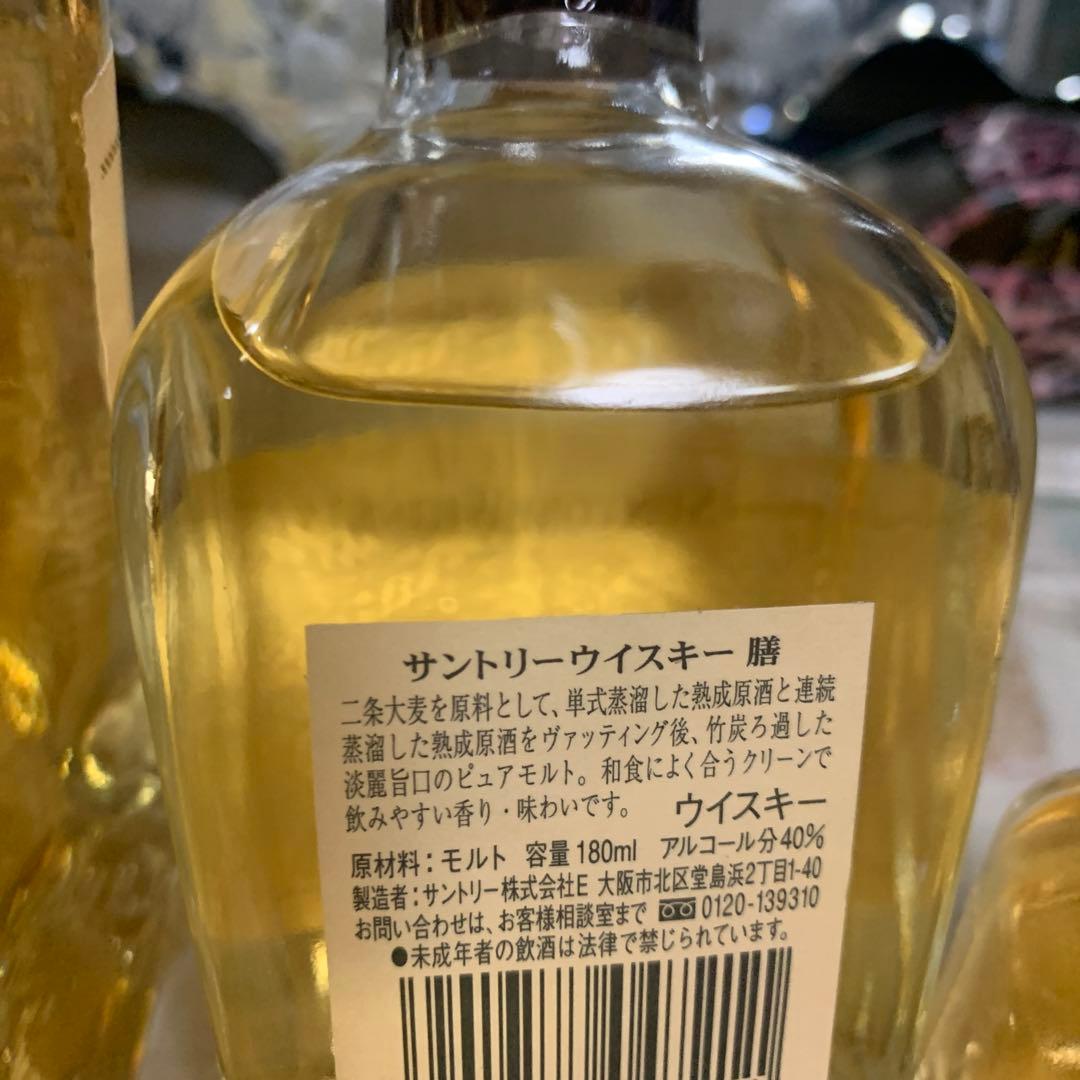 サントリーウイスキー 膳
二条大麦を原料として、単式蒸溜した熟成原酒と連続
蒸溜した熟成原酒をヴァッティング後、竹炭ろ過した
淡麗旨口のピュアモルト。和食によく合うクリーンで
飲みやすい香り・味わいです。 ウイスキー
原材料：モルト 容量180ml アルコール分40%
製造者：サントリー株式会社E 大阪市北区堂島浜2丁目1-40
お問い合わせは、お客様相談室まで 0120-139310
●未成年者の飲酒は法律で禁じられています。